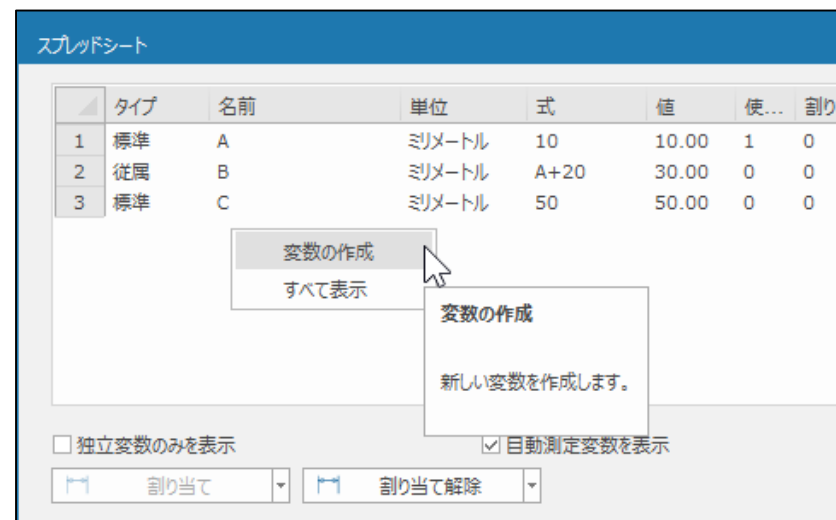 スプレッドシート
タイプ 名前 単位 式 値 使... 割り
1 標準 A ミリメートル 10 10.00 1 0
2 従属 B ミリメートル A+20 30.00 0 0
3 標準 C ミリメートル 50 50.00 0 0
変数の作成
すべて表示
変数の作成
新しい変数を作成します。
独立変数のみを表示 自動測定変数を表示
割り当て 割り当て解除